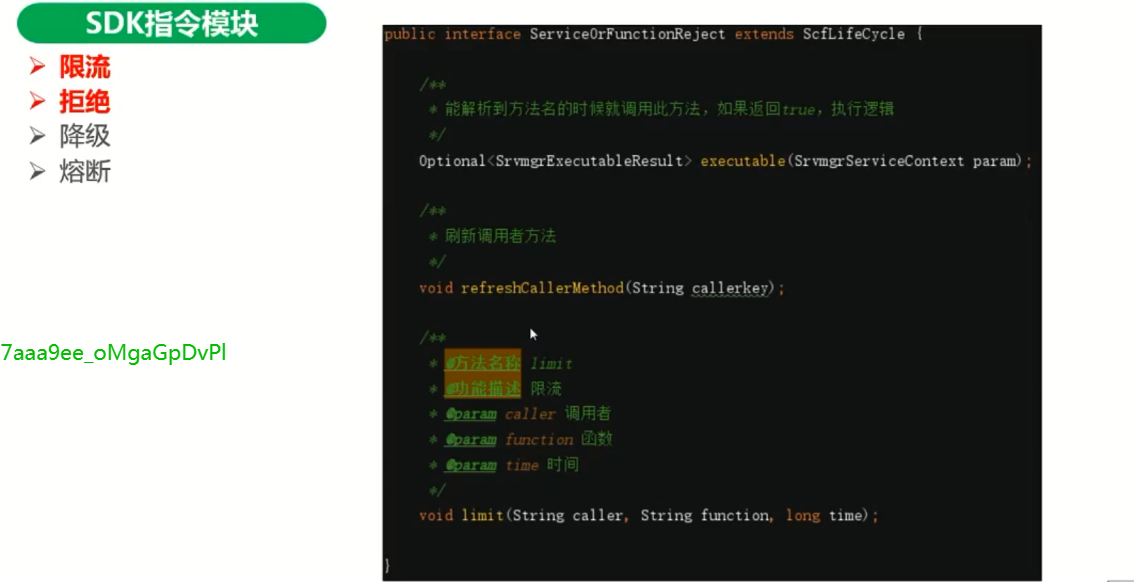 SDK指令模块
限流
拒绝
降级
熔断
7aaa9ee_oMgaGpDvPl
public interface ServiceOrFunctionReject extends ScfLifeCycle {
/**
* 能解析到方法名的时候就调用此方法，如果返回true，执行逻辑
*/
Optional<SrvmgrExecutableResult> executable(SrvmgrServiceContext param);
/**
* 刷新调用者方法
*/
void refreshCallerMethod(String callerkey);
/**
* @方法名称 limit
* @功能描述 限流
* @param caller 调用者
* @param function 函数
* @param time 时间
*/
void limit(String caller, String function, long time);
}